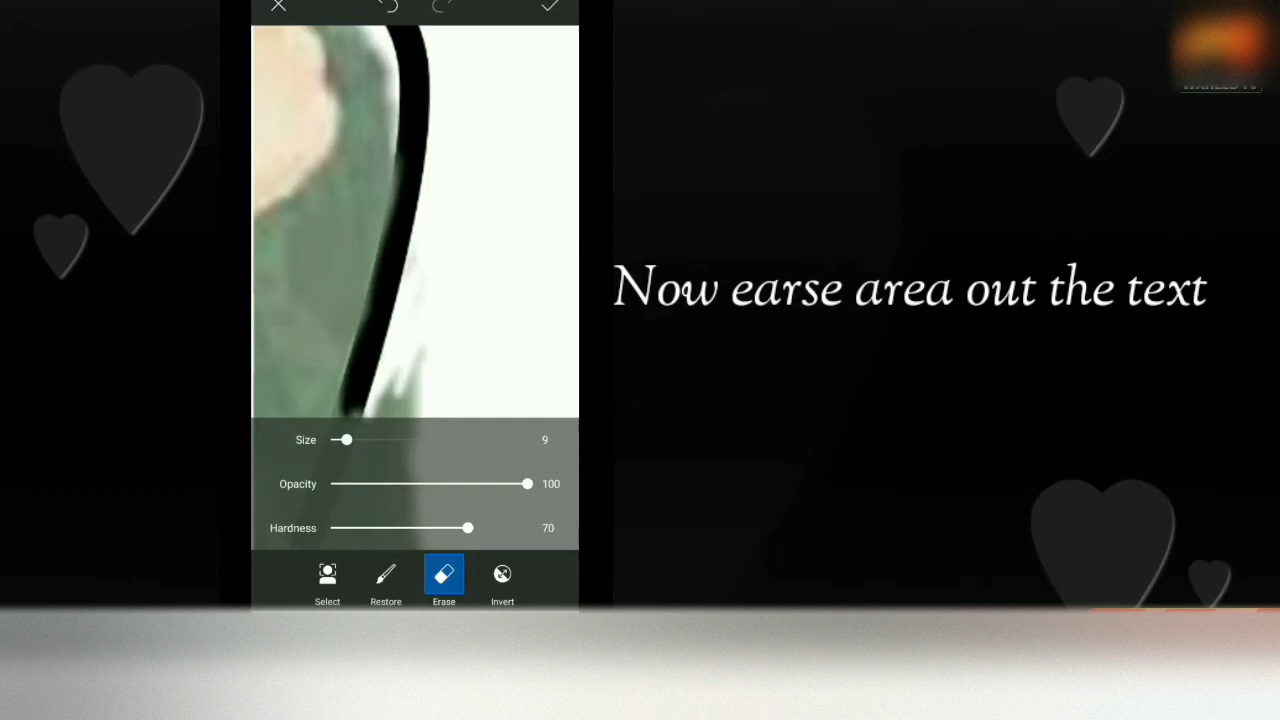 Now earse area out the text
Size 9
Opacity 100
Hardness 70
Select Restore Erase Invert